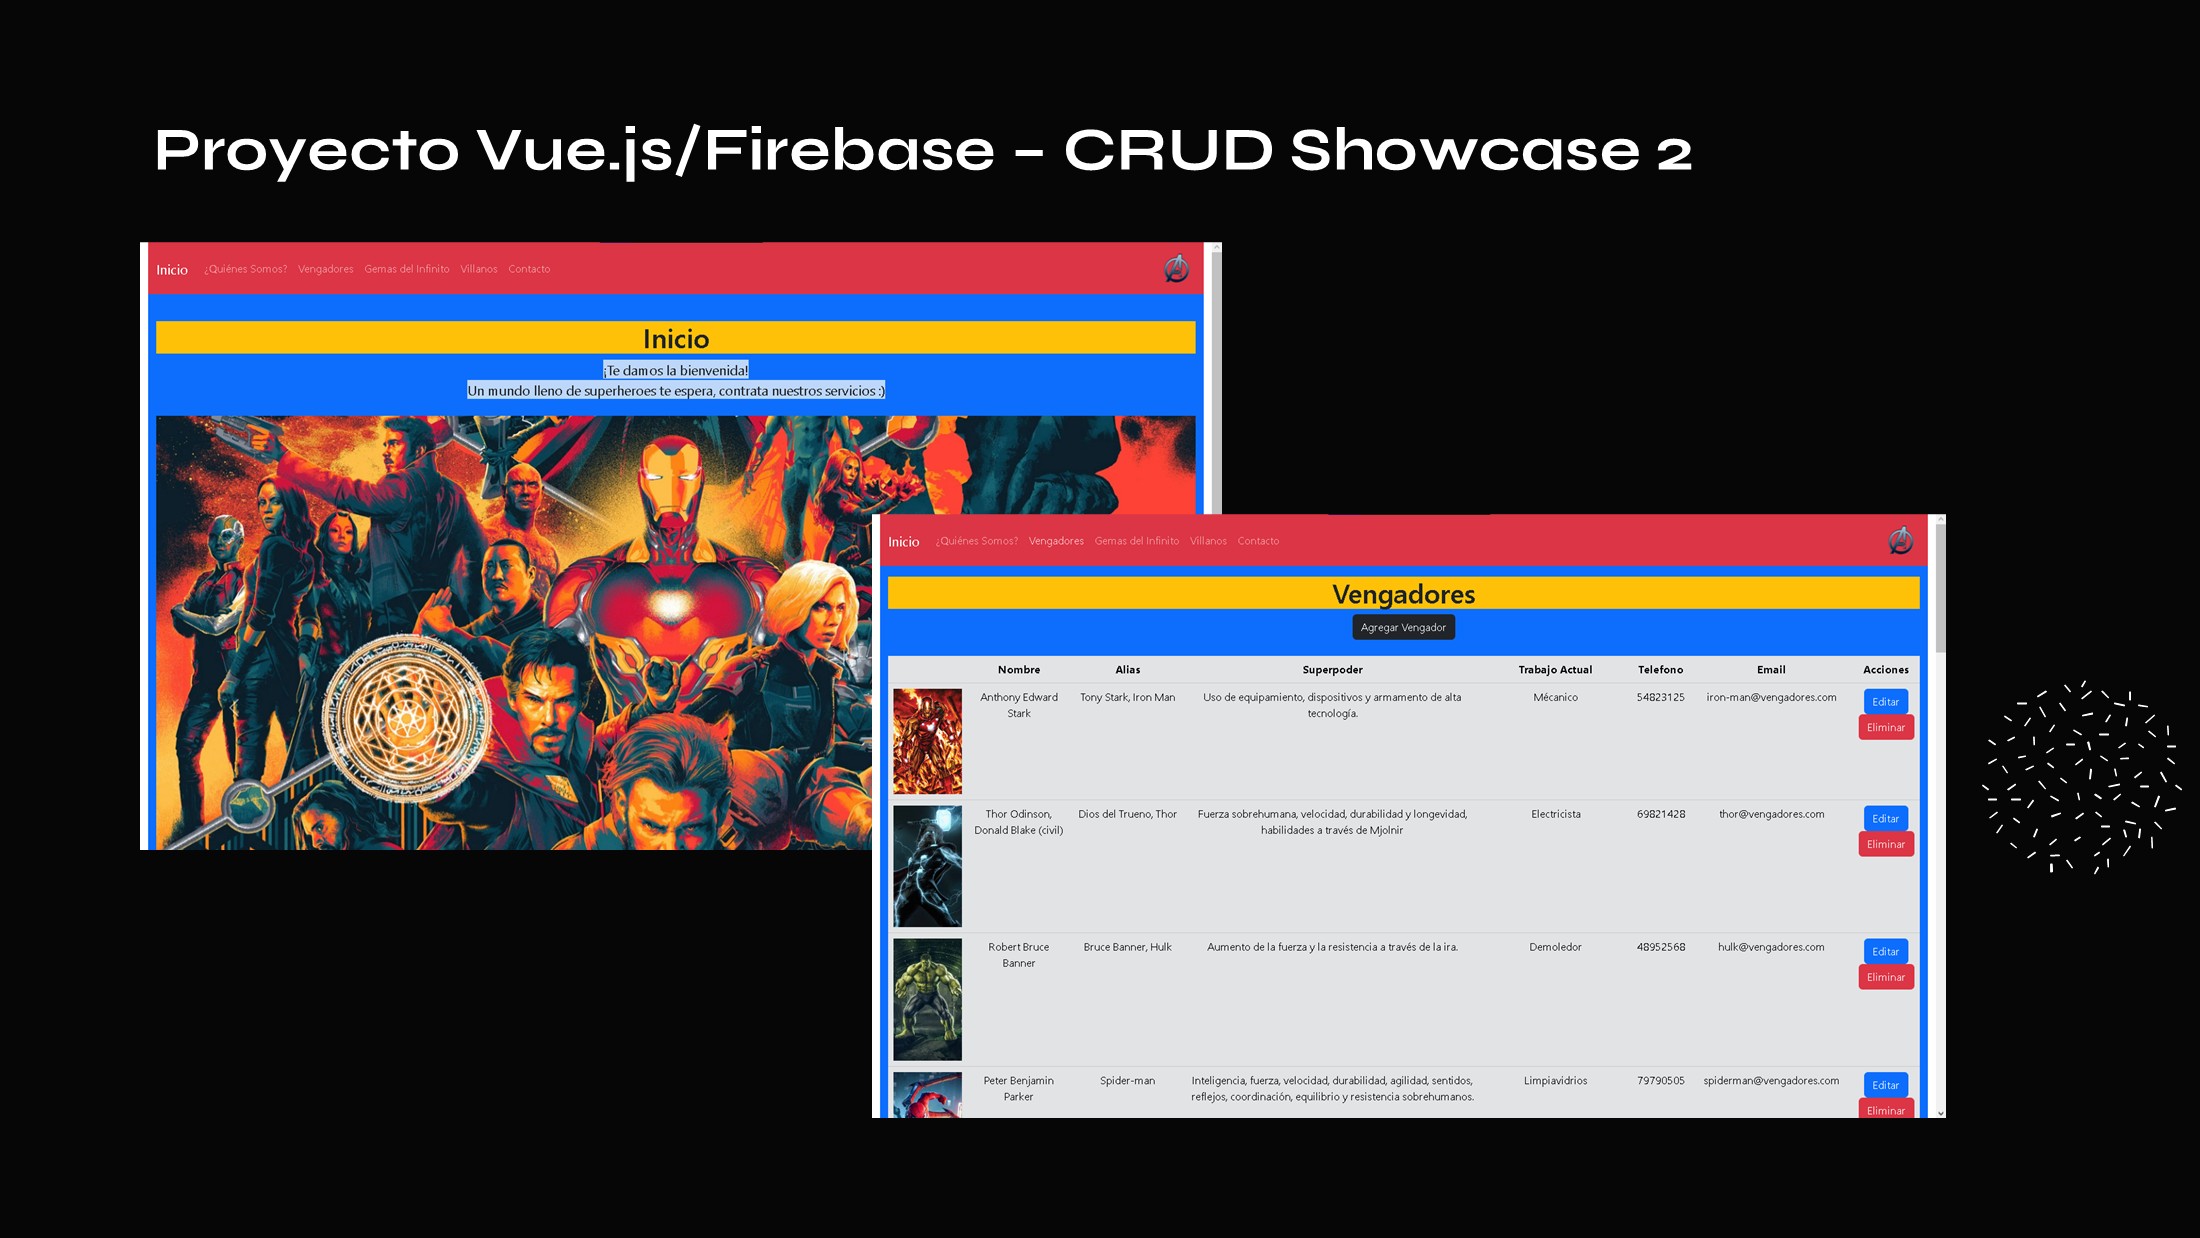 Proyecto Vue.js/Firebase – CRUD Showcase 2
Inicio ¿Quiénes Somos? Vengadores Gemas del Infinito Villanos Contacto
Inicio
¡Te damos la bienvenida!
Un mundo lleno de superheroes te espera, contrata nuestros servicios :)
Inicio ¿Quiénes Somos? Vengadores Gemas del Infinito Villanos Contacto
Vengadores
Agregar Vengador
Nombre Alias Superpoder Trabajo Actual Telefono Email Acciones
Anthony Edward Tony Stark, Iron Man Uso de equipamiento, dispositivos y armamento de alta Mécanico 54823125 iron-man@vengadores.com Editar
Stark tecnología. Eliminar
Thor Odinson, Dios del Trueno, Thor Fuerza sobrehumana, velocidad, durabilidad y longevidad, Electricista 69821428 thor@vengadores.com Editar
Donald Blake (civil) habilidades a través de Mjolnir Eliminar
Robert Bruce Bruce Banner, Hulk Aumento de la fuerza y la resistencia a través de la ira. Demoledor 48952568 hulk@vengadores.com Editar
Banner Eliminar
Peter Benjamin Spider-man Inteligencia, fuerza, velocidad, durabilidad, agilidad, sentidos, Limpiavidrios 79790505 spiderman@vengadores.com Editar
Parker reflejos, coordinación, equilibrio y resistencia sobrehumanos. Eliminar